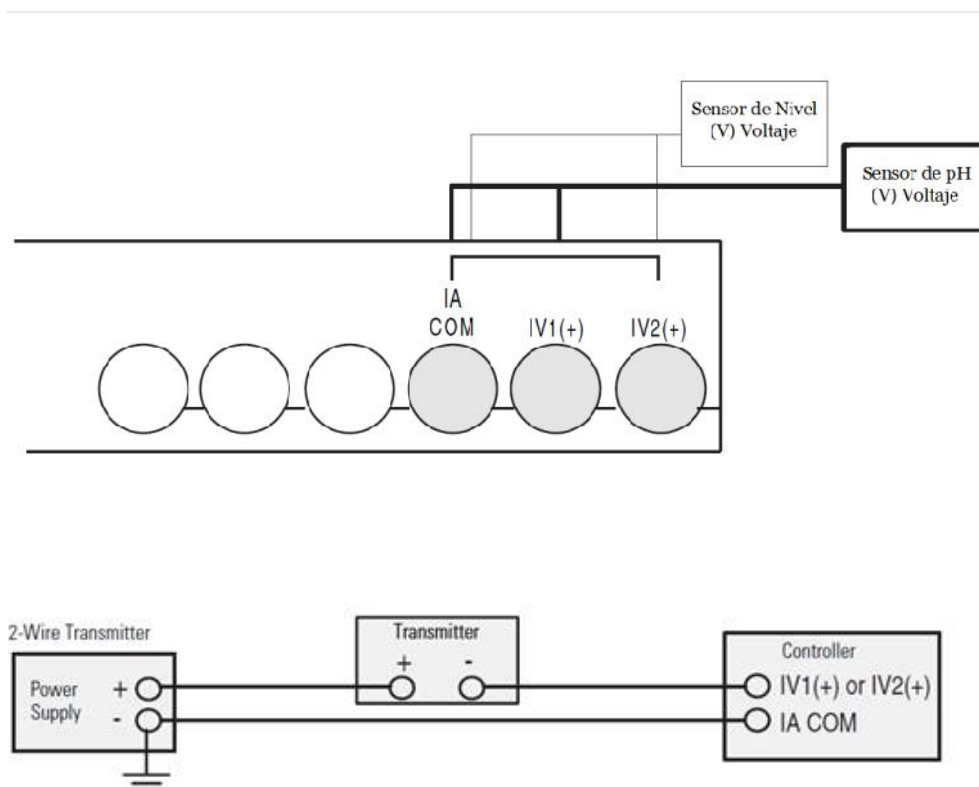 Sensor de Nivel
(V) Voltaje
Sensor de pH
(V) Voltaje
IA
COM
IV1(+)
IV2(+)
2-Wire Transmitter
Transmitter
+ -
Controller
Power
Supply
+
-
IV1(+) or IV2(+)
IA COM